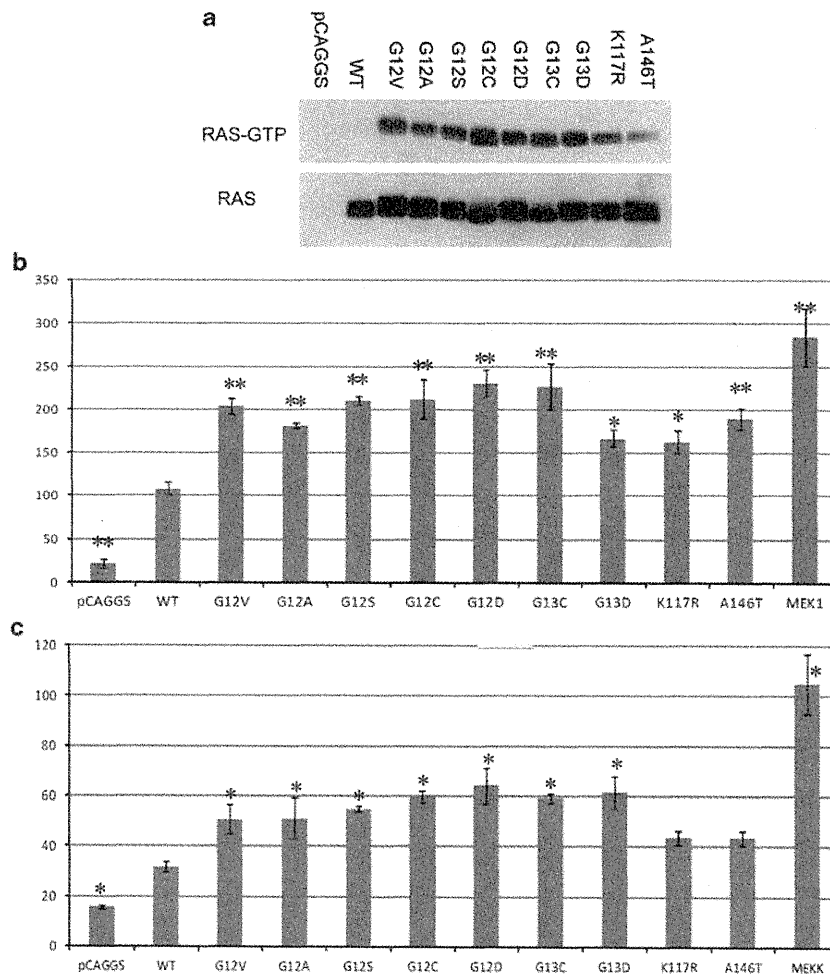 a
pCAGGS WT G12V G12A G12S G12C G12D G13C G13D K117R A146T
RAS-GTP
RAS
b
350
300
250
200
150
100
50
0
** ** ** ** ** ** ** * * ** **
pCAGGS WT G12V G12A G12S G12C G12D G13C G13D K117R A146T MEK1
c
120
100
80
60
40
20
0
* * * * * * * * *
pCAGGS WT G12V G12A G12S G12C G12D G13C G13D K117R A146T MEKK